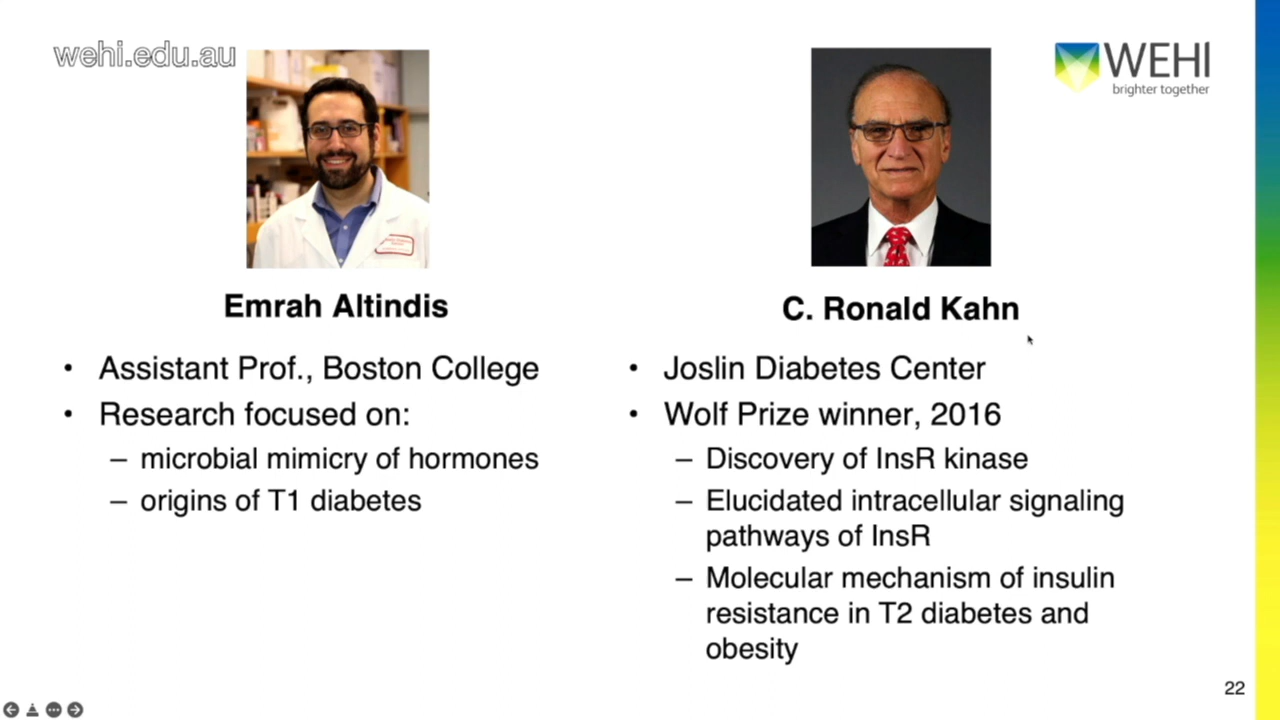 wehi.edu.au
WEHI
brighter together
Emrah Altindis
• Assistant Prof., Boston College
• Research focused on:
– microbial mimicry of hormones
– origins of T1 diabetes
C. Ronald Kahn
• Joslin Diabetes Center
• Wolf Prize winner, 2016
– Discovery of InsR kinase
– Elucidated intracellular signaling
pathways of InsR
– Molecular mechanism of insulin
resistance in T2 diabetes and
obesity
22